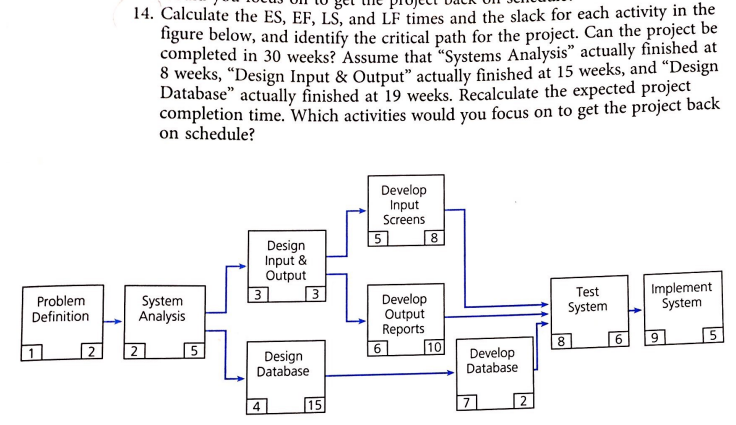 to get the project back on
14. Calculate the ES, EF, LS, and LF times and the slack for each activity in the
figure below, and identify the critical path for the project. Can the project be
completed in 30 weeks? Assume that “Systems Analysis” actually finished at
8 weeks, “Design Input & Output” actually finished at 15 weeks, and “Design
Database” actually finished at 19 weeks. Recalculate the expected project
completion time. Which activities would you focus on to get the project back
on schedule?
Develop
Input
Screens
5 8
Design
Input &
Output
3 3
Problem
Definition
1 2
System
Analysis
2 5
Develop
Output
Reports
6 10
Test
System
8 6
Implement
System
9 5
Design
Database
4 15
Develop
Database
7 2